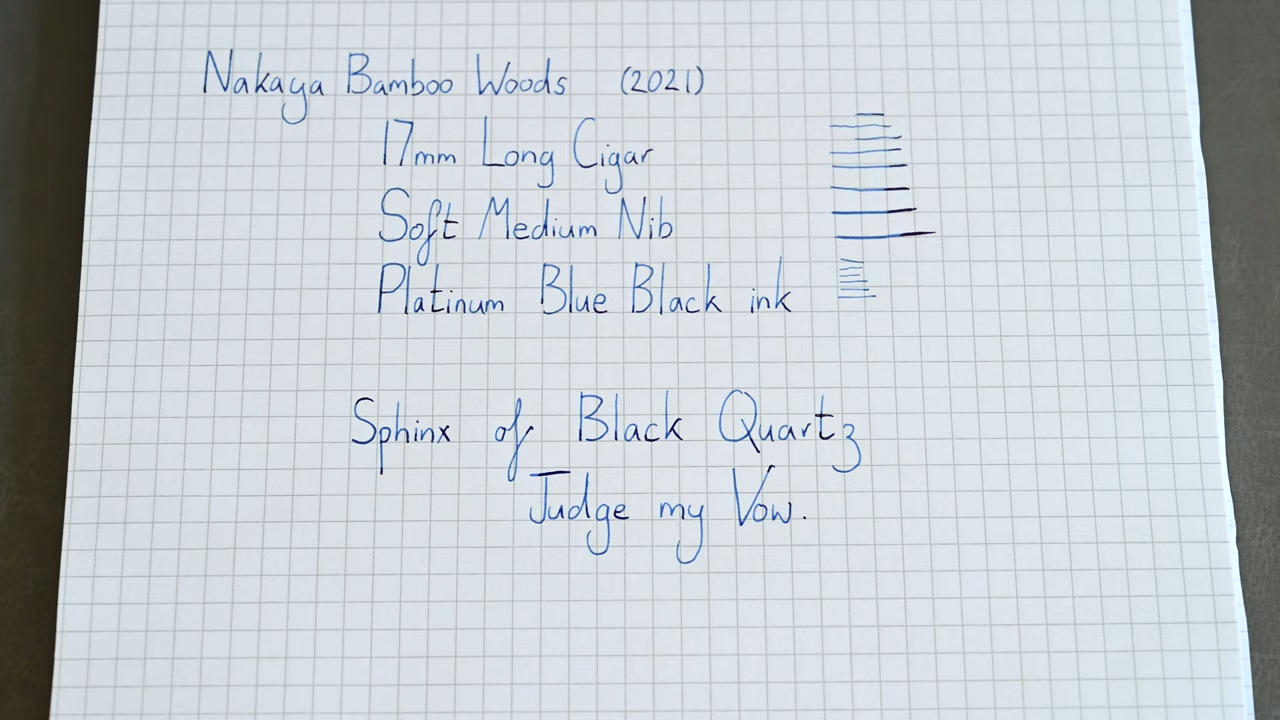 Nakaya Bamboo Woods (2021)
17mm Long Cigar
Soft Medium Nib
Platinum Blue Black ink
Sphinx of Black Quartz
Judge my Vow.